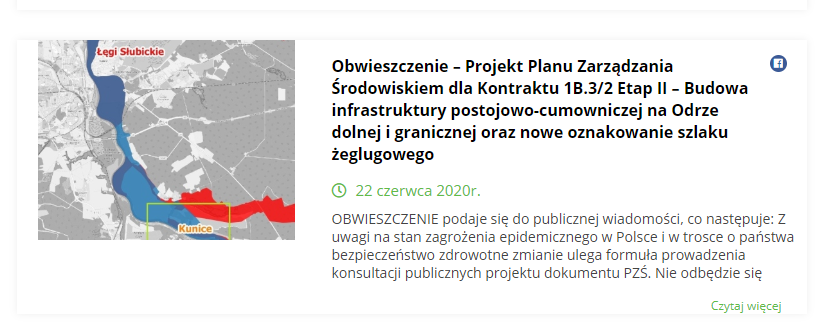 Łęgi Słubickie
Kunice
Obwieszczenie – Projekt Planu Zarządzania
Środowiskiem dla Kontraktu 1B.3/2 Etap II – Budowa
infrastruktury postojowo-cumowniczej na Odrze
dolnej i granicznej oraz nowe oznakowanie szlaku
żeglugowego
22 czerwca 2020r.
OBWIESZCZENIE podaje się do publicznej wiadomości, co następuje: Z
uwagi na stan zagrożenia epidemicznego w Polsce i w trosce o państwa
bezpieczeństwo zdrowotne zmianie ulega formuła prowadzenia
konsultacji publicznych projektu dokumentu PZŚ. Nie odbędzie się
Czytaj więcej